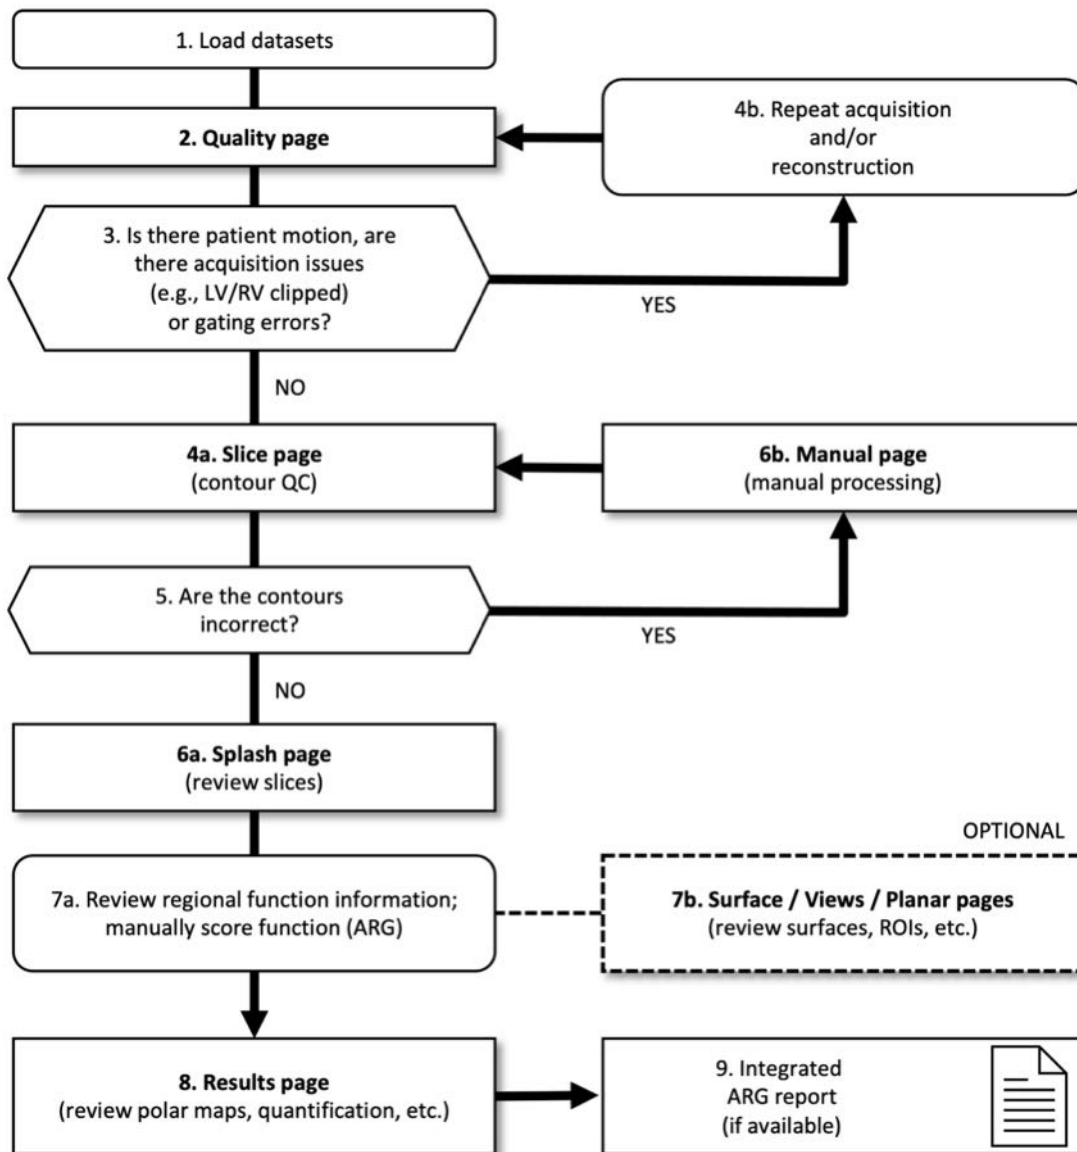 1. Load datasets
2. Quality page
4b. Repeat acquisition
and/or
reconstruction
3. Is there patient motion, are
there acquisition issues
(e.g., LV/RV clipped)
or gating errors?
YES
NO
4a. Slice page
(contour QC)
6b. Manual page
(manual processing)
5. Are the contours
incorrect?
YES
NO
6a. Splash page
(review slices)
OPTIONAL
7a. Review regional function information;
manually score function (ARG)
7b. Surface / Views / Planar pages
(review surfaces, ROIs, etc.)
8. Results page
(review polar maps, quantification, etc.)
9. Integrated
ARG report
(if available)